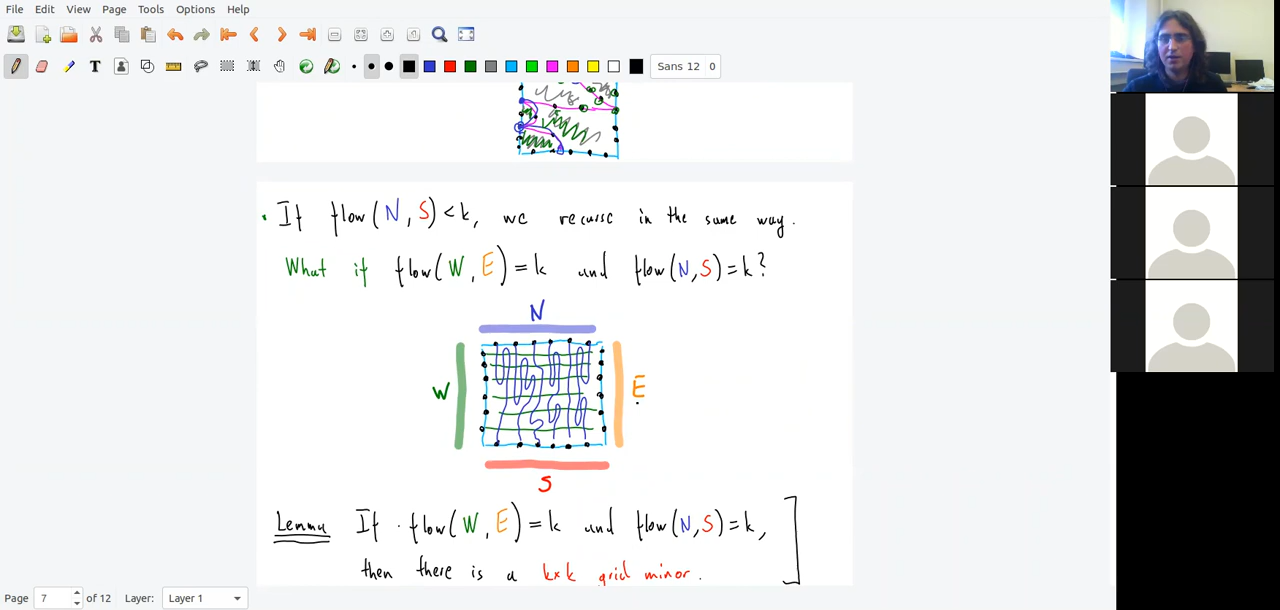 File Edit View Page Tools Options Help
Sans 12 0
• If flow(N, S) < k, we recurse in the same way.
What if flow(W, E) = k and flow(N, S) = k?
N
W
E
S
Lemma If flow(W, E) = k and flow(N, S) = k,
then there is a k×k grid minor.
Page 7 of 12 Layer: Layer 1